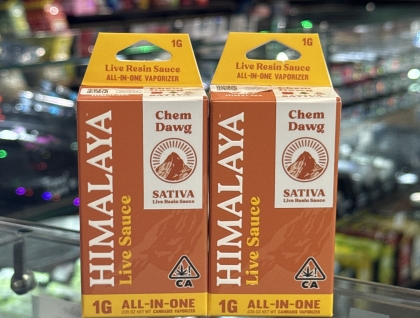 1G
Live Resin Sauce
ALL-IN-ONE VAPORIZER
HIMALAYA
Live Sauce
Chem
Dawg
SATIVA
Live Resin Sauce
CA
1G
ALL-IN-ONE
1G
Live Resin Sauce
ALL-IN-ONE VAPORIZER
HIMALAYA
Live Sauce
Chem
Dawg
SATIVA
Live Resin Sauce
CA
1G
ALL-IN-ONE